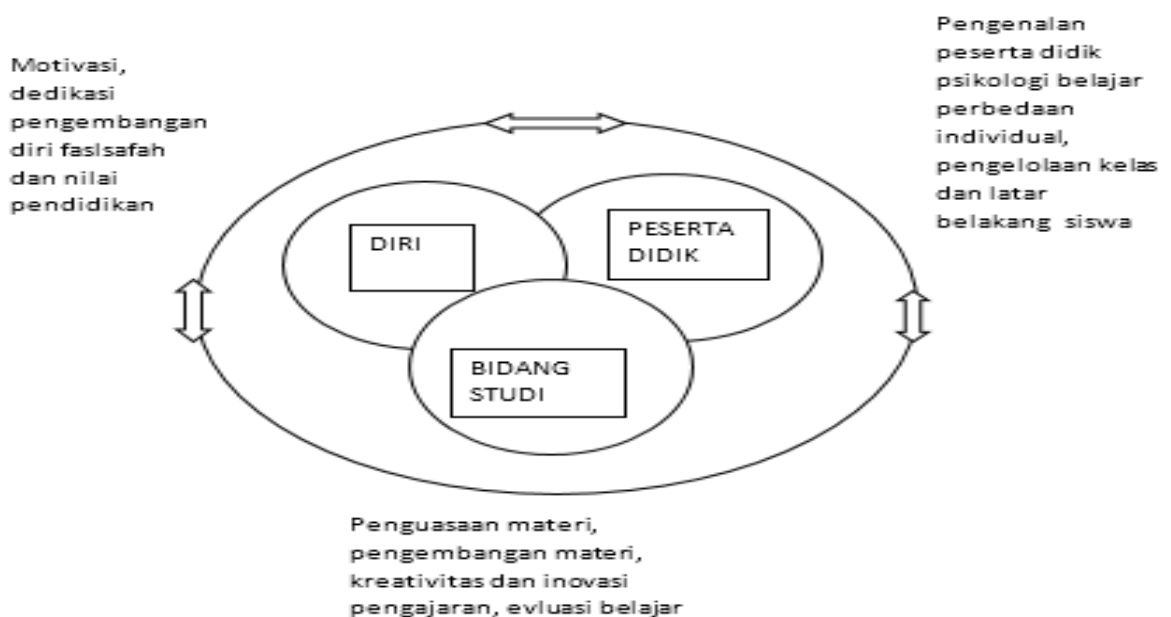 Motivasi,
dedikasi
pengembangan
diri faslsafah
dan nilai
pendidikan
Pengenalan
peserta didik
psikologi belajar
perbedaan
individual,
pengelolaan kelas
dan latar
belakang siswa
DIRI
PESERTA
DIDIK
BIDANG
STUDI
Penguasaan materi,
pengembangan materi,
kreativitas dan inovasi
pengajaran, evluasi belajar